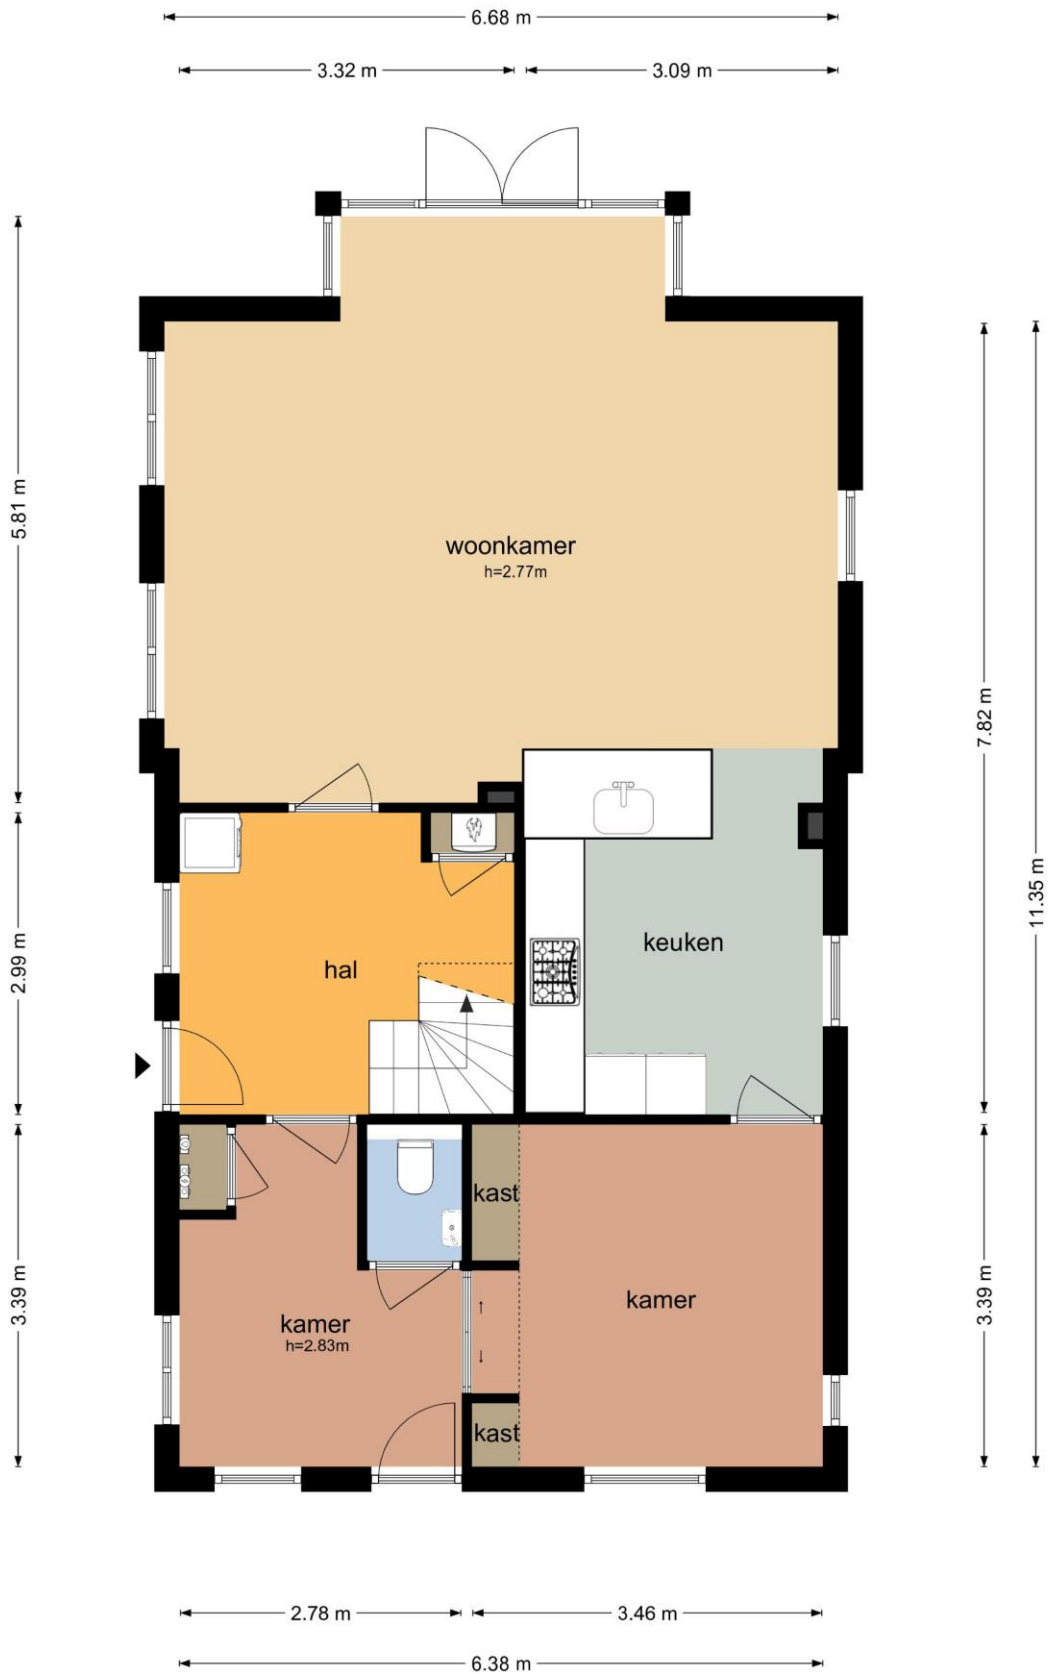 6.68 m
3.32 m
3.09 m
5.81 m
woonkamer
h=2.77m
7.82 m
11.35 m
2.99 m
hal
keuken
kast
3.39 m
kamer
h=2.83m
kamer
3.39 m
kast
2.78 m
3.46 m
6.38 m